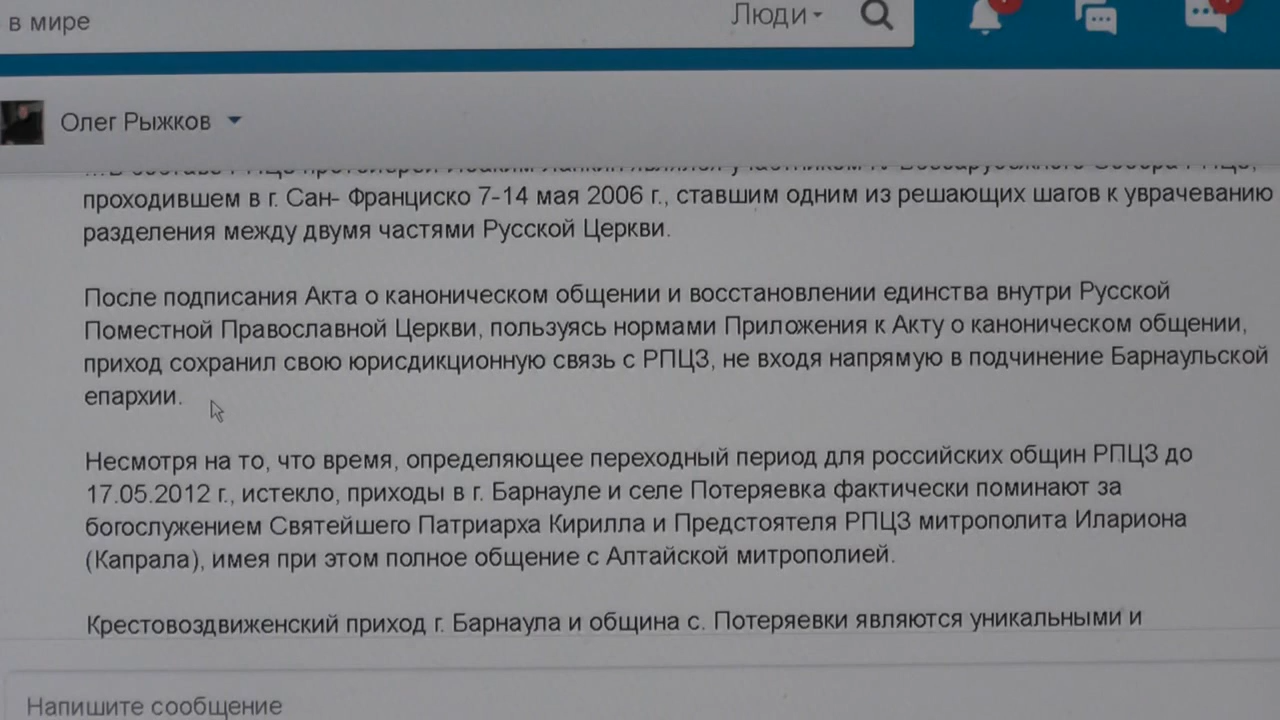 в мире
Люди
Олег Рыжков
проходившем в г. Сан- Франциско 7-14 мая 2006 г., ставшим одним из решающих шагов к уврачеванию
разделения между двумя частями Русской Церкви.
После подписания Акта о каноническом общении и восстановлении единства внутри Русской
Поместной Православной Церкви, пользуясь нормами Приложения к Акту о каноническом общении,
приход сохранил свою юрисдикционную связь с РПЦЗ, не входя напрямую в подчинение Барнаульской
епархии.
Несмотря на то, что время, определяющее переходный период для российских общин РПЦЗ до
17.05.2012 г., истекло, приходы в г. Барнауле и селе Потеряевка фактически поминают за
богослужением Святейшего Патриарха Кирилла и Предстоятеля РПЦЗ митрополита Илариона
(Капрала), имея при этом полное общение с Алтайской митрополией.
Крестовоздвиженский приход г. Барнаула и община с. Потеряевки являются уникальными и
Напишите сообщение